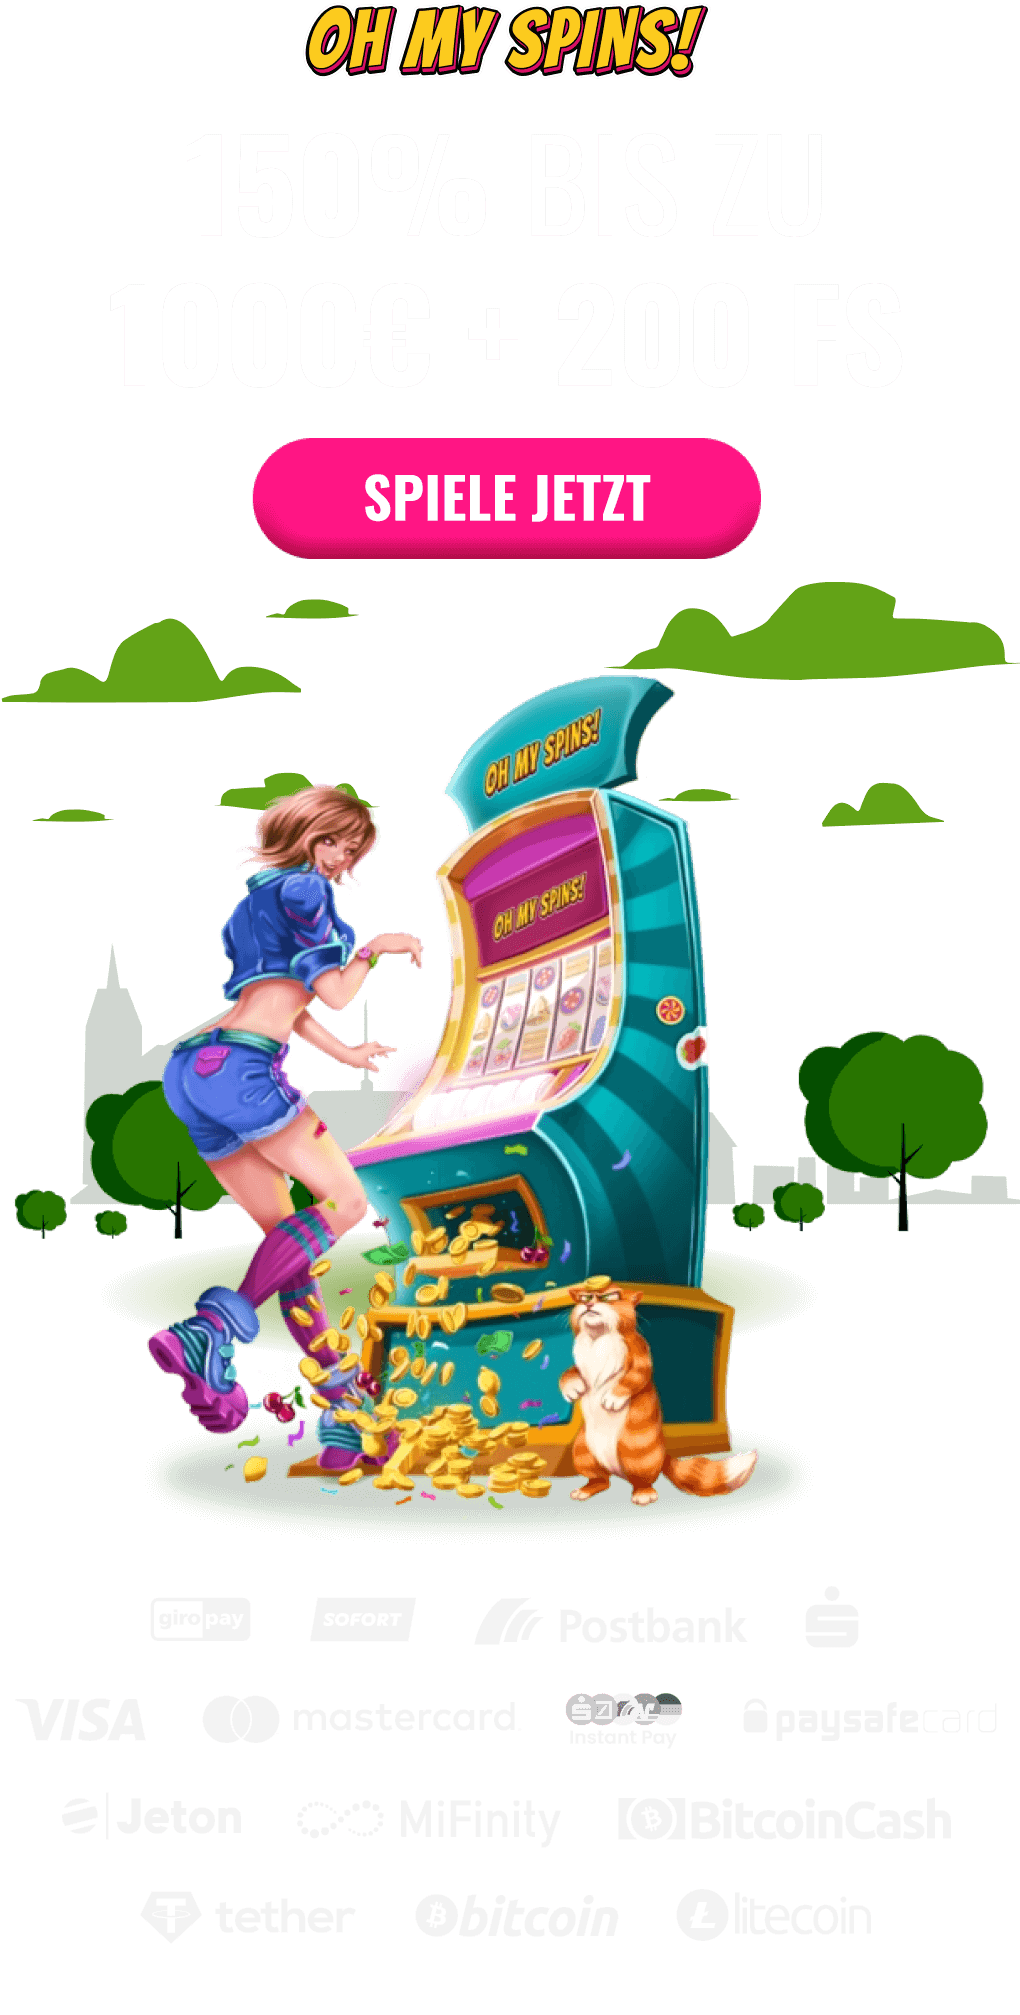 OH MY SPINS!
150% BIS ZU
1000€ + 200 FS
SPIELE JETZT
OH MY SPINS!
OH MY SPINS!
giropay
SOFORT
Postbank
VISA
mastercard
Instant Pay
paysafecard
Jeton
MiFinity
BitcoinCash
tether
bitcoin
litecoin